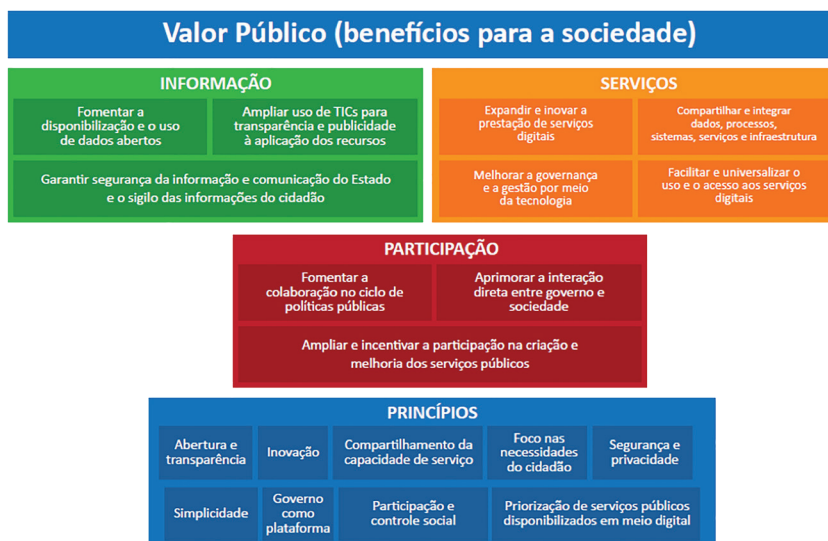 Valor Público (benefícios para a sociedade)
INFORMAÇÃO
Fomentar a
disponibilização e o uso
de dados abertos
Ampliar uso de TICs para
transparência e publicidade
à aplicação dos recursos
Garantir segurança da informação e comunicação do Estado
e o sigilo das informações do cidadão
SERVIÇOS
Expandir e inovar a
prestação de serviços
digitais
Compartilhar e integrar
dados, processos,
sistemas, serviços e infraestrutura
Melhorar a governança
e a gestão por meio
da tecnologia
Facilitar e universalizar o
uso e o acesso aos serviços
digitais
PARTICIPAÇÃO
Fomentar a
colaboração no ciclo de
políticas públicas
Aprimorar a interação
direta entre governo e
sociedade
Ampliar e incentivar a participação na criação e
melhoria dos serviços públicos
PRINCÍPIOS
Abertura e
transparência
Inovação
Compartilhamento da
capacidade de serviço
Foco nas
necesidades
do cidadão
Segurança e
privacidade
Simplicidade
Governo
como
plataforma
Participação e
controle social
Priorização de serviços públicos
disponibilizados em meio digital